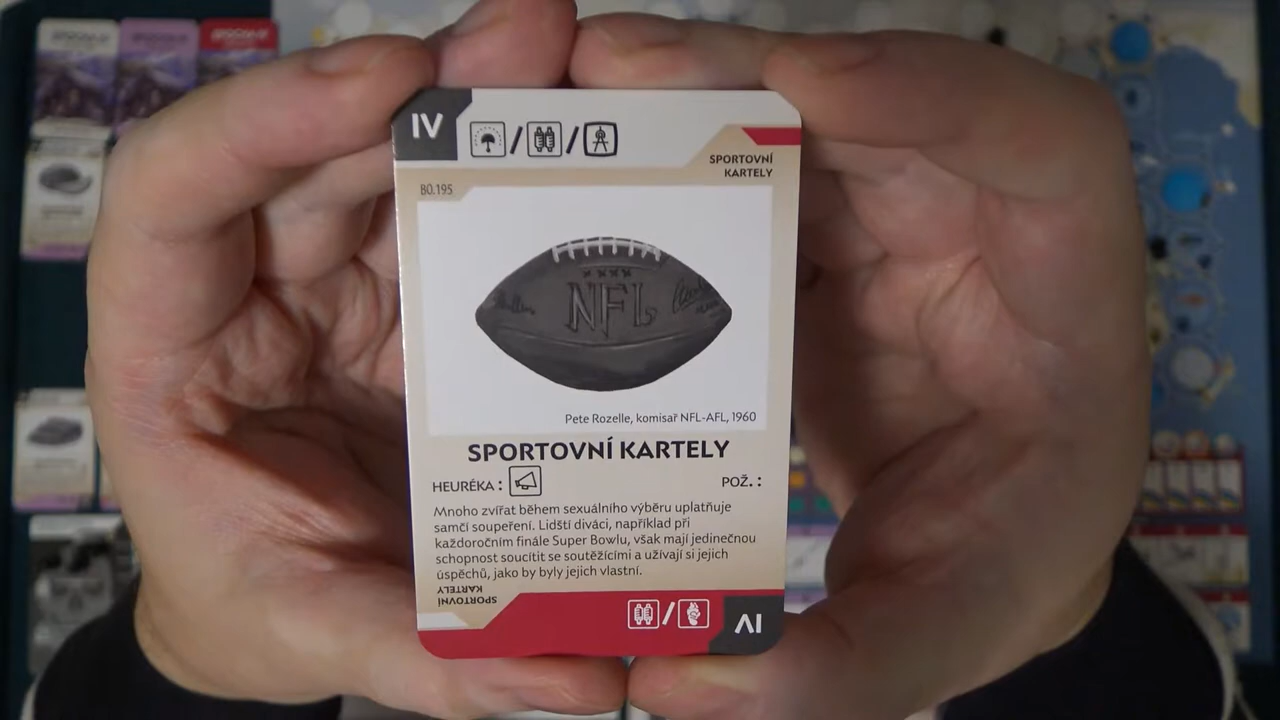 IV
/ /
SPORTOVNÍ
KARTELY
B0.195
NFL
Pete Rozelle, komisař NFL-AFL, 1960
SPORTOVNÍ KARTELY
HEURÉKA :
POŽ. :
Mnoho zvířat během sexuálního výběru uplatňuje
samčí soupeření. Lidští diváci, například při
každoročním finále Super Bowlu, však mají jedinečnou
schopnost soucítit se soutěžícími a užívají si jejich
úspěchů, jako by byly jejich vlastní.
SPORTOVNÍ
KARTELY
/
IV